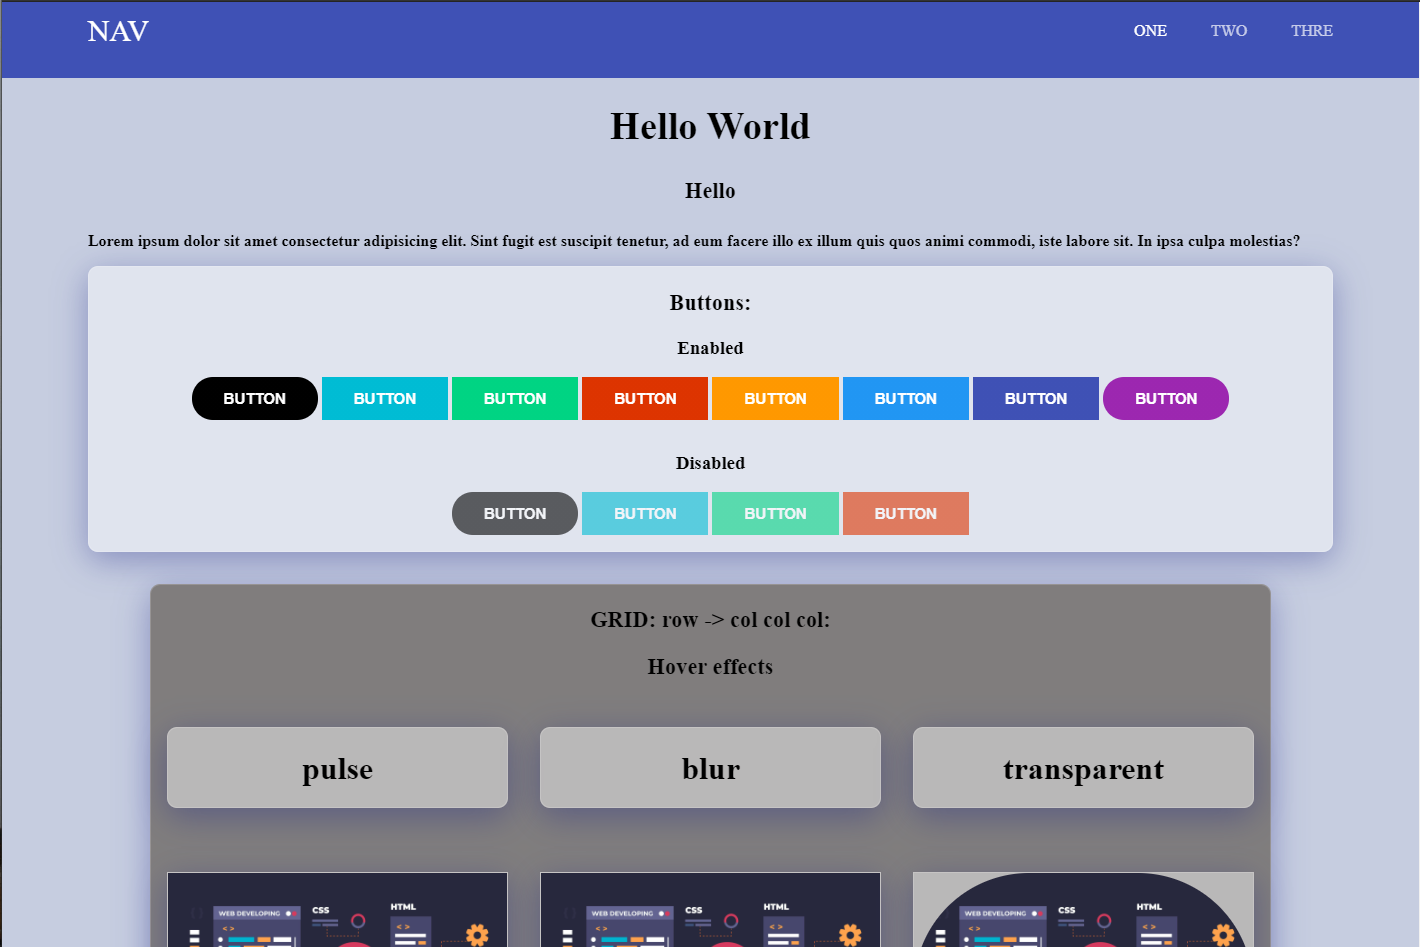 NAV
ONE TWO THRE
Hello World
Hello
Lorem ipsum dolor sit amet consectetur adipisicing elit. Sint fugit est suscipit tenetur, ad eum facere illo ex illum quis quos animi commodi, iste labore sit. In ipsa culpa molestias?
Buttons:
Enabled
BUTTON BUTTON BUTTON BUTTON BUTTON BUTTON BUTTON BUTTON
Disabled
BUTTON BUTTON BUTTON BUTTON
GRID: row -> col col col:
Hover effects
pulse blur transparent
WEB DEVELOPING CSS HTML WEB DEVELOPING CSS HTML WEB DEVELOPING CSS HTML
< > < > < > < > < > < >